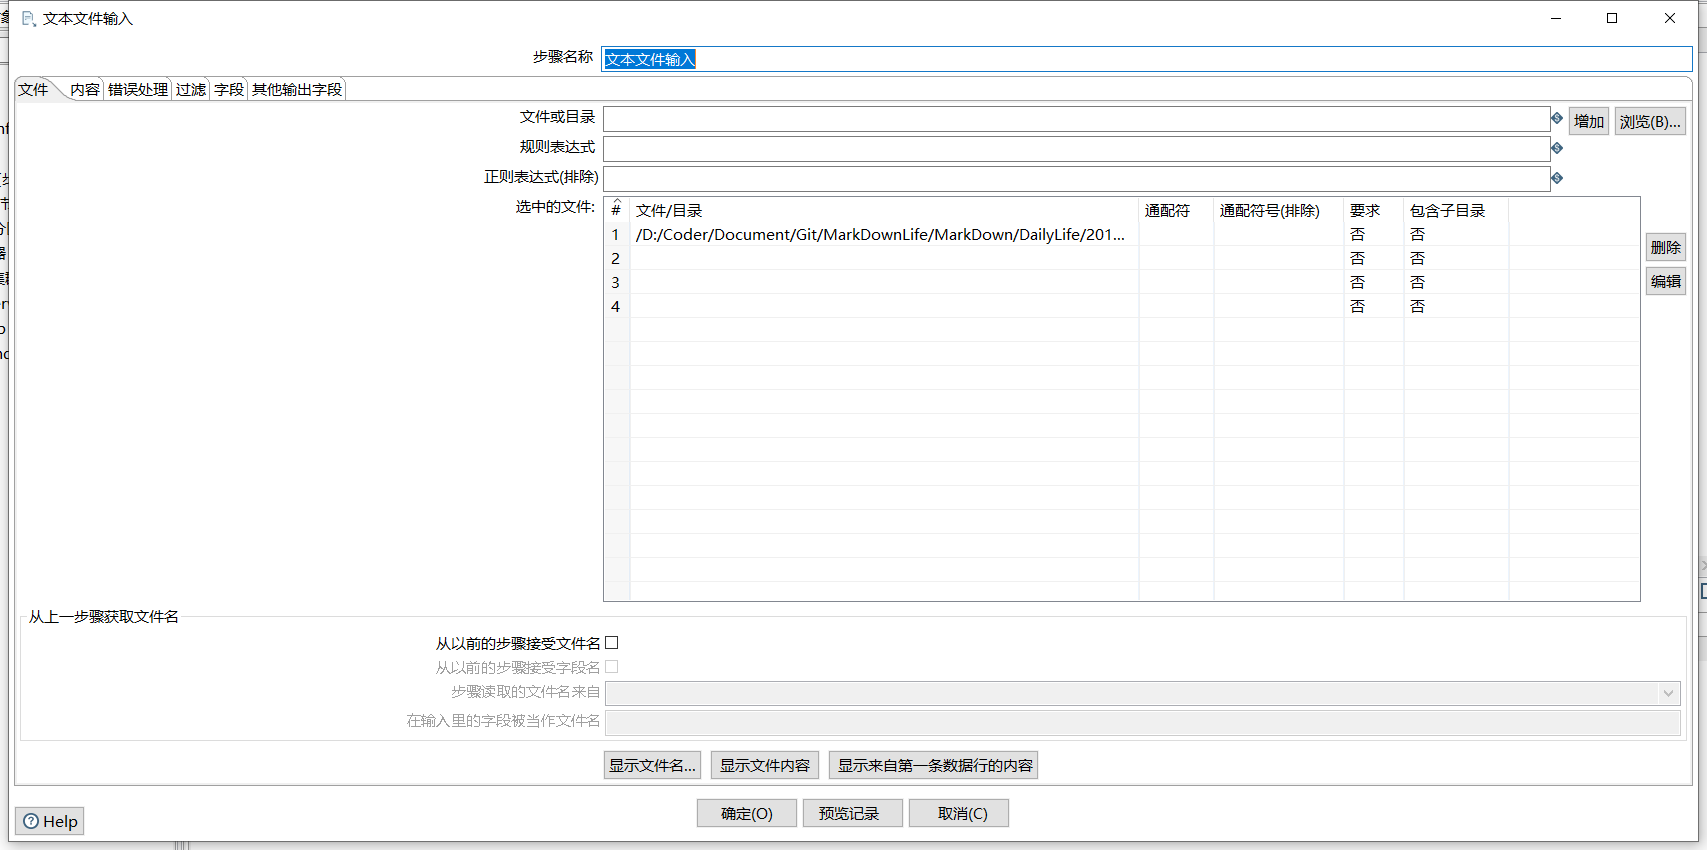 文本文件输入
步骤名称 文本文件输入
文件 内容 错误处理 过滤 字段 其他输出字段
文件或目录 增加 浏览(B)...
规则表达式
正则表达式(排除)
选中的文件: # 文件/目录 通配符 通配符号(排除) 要求 包含子目录
1 /D:/Coder/Document/Git/MarkDownLife/MarkDown/DailyLife/201... 否 否
删除
2 否 否
3 否 否
编辑
4 否 否
从上一步骤获取文件名
从以前的步骤接受文件名
从以前的步骤接受字段名
步骤读取的文件名来自
在输入里的字段被当作文件名
显示文件名... 显示文件内容 显示来自第一条数据行的内容
确定(O) 预览记录 取消(C)
Help